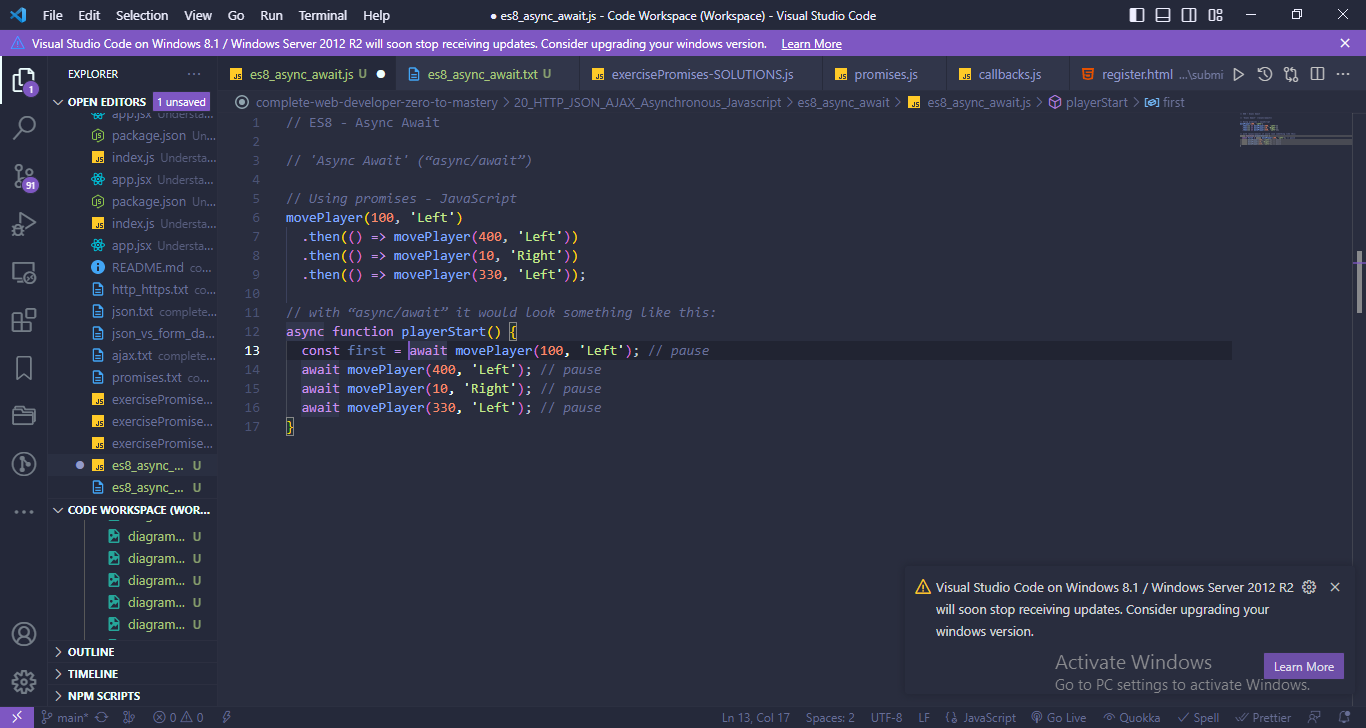 File Edit Selection View Go Run Terminal Help
● es8_async_await.js - Code Workspace (Workspace) - Visual Studio Code
Visual Studio Code on Windows 8.1 / Windows Server 2012 R2 will soon stop receiving updates. Consider upgrading your windows version. Learn More
EXPLORER
OPEN EDITORS 1 unsaved
app.jsx Understa...
package.json Un...
index.js Understa...
app.jsx Understa...
package.json Un...
index.js Understa...
app.jsx Understa...
README.md co...
http_https.txt co...
json.txt complete...
json_vs_form_da...
ajax.txt complete...
promises.txt co...
exercisePromise...
exercisePromise...
exercisePromise...
es8_async_... U
es8_async_... U
CODE WORKSPACE (WOR...
diagram... U
diagram... U
diagram... U
diagram... U
diagram... U
OUTLINE
TIMELINE
NPM SCRIPTS
1
91
es8_async_await.js U
es8_async_await.txt U
exercisePromises-SOLUTIONS.js
promises.js
callbacks.js
register.html ...\submi
complete-web-developer-zero-to-mastery > 20_HTTP_JSON_AJAX_Asynchronous_Javascript > es8_async_await > es8_async_await.js > playerStart > first
1 // ES8 - Async Await
2
3 // 'Async Await' (“async/await”)
4
5 // Using promises - JavaScript
6 movePlayer(100, 'Left')
7 .then(() => movePlayer(400, 'Left'))
8 .then(() => movePlayer(10, 'Right'))
9 .then(() => movePlayer(330, 'Left'));
10
11 // with “async/await” it would look something like this:
12 async function playerStart() {
13 const first = await movePlayer(100, 'Left'); // pause
14 await movePlayer(400, 'Left'); // pause
15 await movePlayer(10, 'Right'); // pause
16 await movePlayer(330, 'Left'); // pause
17 }
Visual Studio Code on Windows 8.1 / Windows Server 2012 R2
will soon stop receiving updates. Consider upgrading your
windows version.
Learn More
Activate Windows
Go to PC settings to activate Windows.
main* 0 0
Ln 13, Col 17 Spaces: 2 UTF-8 LF JavaScript Go Live Quokka Spell Prettier